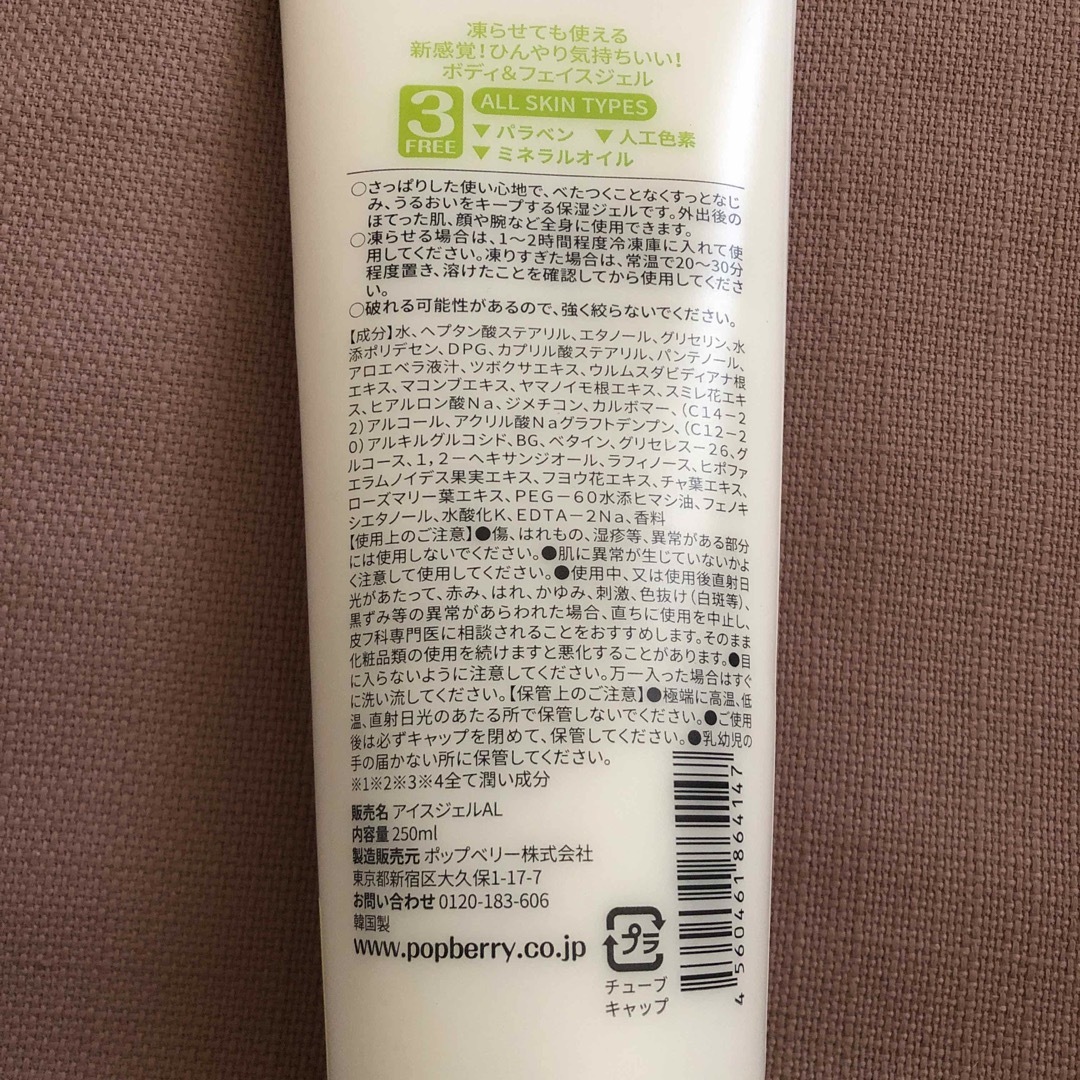 凍らせても使える
新感覚!ひんやり気持ちいい!
ボディ&フェイスジェル
3
FREE
ALL SKIN TYPES
▼パラベン ▼人工色素
▼ミネラルオイル
○さっぱりした使い心地で、べたつくことなくすっとなじ
み、うるおいをキープする保湿ジェルです。外出後の
ほてった肌、顔や腕など全身に使用できます。
○凍らせる場合は、1～2時間程度冷凍庫に入れて使
用してください。凍りすぎた場合は、常温で20～30分
程度置き、溶けたことを確認してから使用してくださ
い。
○破れる可能性があるので、強く絞らないでください。
【成分】水、ヘプタン酸ステアリル、エタノール、グリセリン、水
添ポリデセン、DPG、カプリル酸ステアリル、パンテノール、
アロエベラ液汁、ツボクサエキス、ウルムスダビディアナ根
エキス、マコンブエキス、ヤマノイモ根エキス、スミレ花エキ
ス、ヒアルロン酸Na、ジメチコン、カルボマー、(C14-2
2)アルコール、アクリル酸Naグラフトデンプン、(C12-2
0)アルキルグルコシド、BG、ベタイン、グリセレス-26、グ
ルコース、1,2-ヘキサンジオール、ラフィノース、ヒポファ
エラムノイデス果実エキス、フヨウ花エキス、チャ葉エキス、
ローズマリー葉エキス、PEG-60水添ヒマシ油、フェノキ
シエタノール、水酸化K、EDTA-2Na、香料
【使用上のご注意】●傷、はれもの、湿疹等、異常がある部分
には使用しないでください。●肌に異常が生じていないかよ
く注意して使用してください。●使用中、又は使用後直射日
光があたって、赤み、はれ、かゆみ、刺激、色抜け(白斑等)、
黒ずみ等の異常があらわれた場合、直ちに使用を中止し、
皮フ科専門医に相談されることをおすすめします。そのまま
化粧品類の使用を続けますと悪化することがあります。●目
に入らないように注意してください。万一入った場合はすぐ
に洗い流してください。【保管上のご注意】●極端に高温、低
温、直射日光のあたる所で保管しないでください。●ご使用
後は必ずキャップを閉めて、保管してください。●乳幼児の
手の届かない所に保管してください。
※1※2※3※4全て潤い成分
販売名 アイスジェルAL
内容量 250ml
製造販売元 ポップベリー株式会社
東京都新宿区大久保1-17-7
お問い合わせ 0120-183-606
韓国製
www.popberry.co.jp
プラ
チューブ
キャップ
4 560461 864147